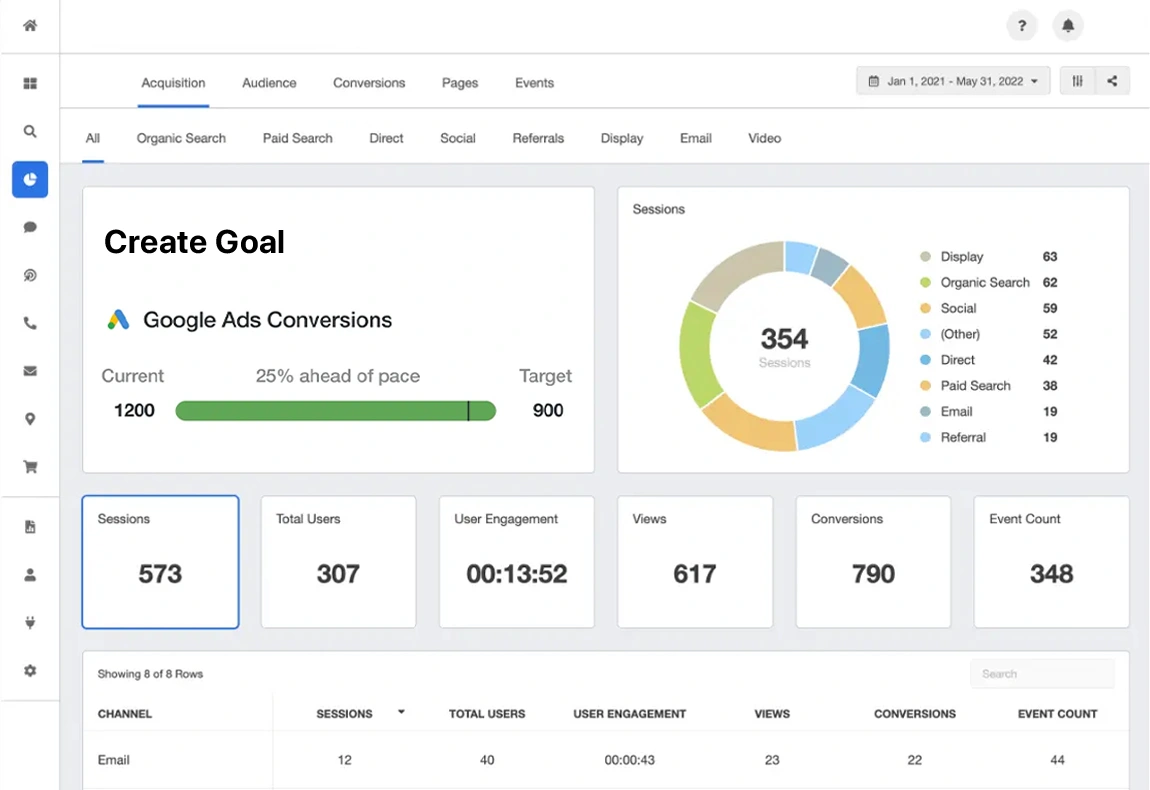 ?
Acquisition Audience Conversions Pages Events
Jan 1, 2021 - May 31, 2022
All Organic Search Paid Search Direct Social Referrals Display Email Video
Create Goal
Google Ads Conversions
Current 25% ahead of pace Target
1200 900
Sessions
354
Sessions
Display 63
Organic Search 62
Social 59
(Other) 52
Direct 42
Paid Search 38
Email 19
Referral 19
Sessions
573
Total Users
307
User Engagement
00:13:52
Views
617
Conversions
790
Event Count
348
Showing 8 of 8 Rows
Search
CHANNEL SESSIONS TOTAL USERS USER ENGAGEMENT VIEWS CONVERSIONS EVENT COUNT
Email 12 40 00:00:43 23 22 44